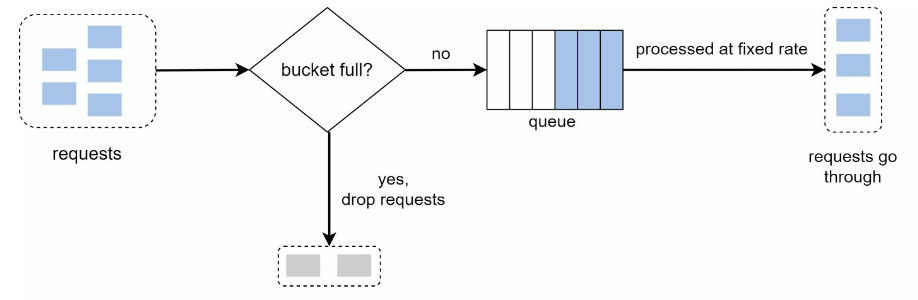 requests
bucket full?
no
yes,
drop requests
queue
processed at fixed rate
requests go
through